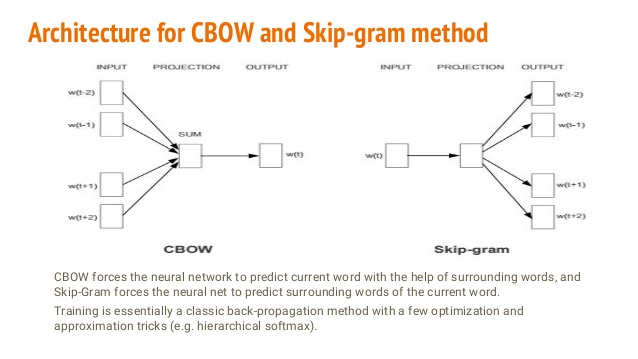 Architecture for CBOW and Skip-gram method
INPUT PROJECTION OUTPUT
w(t-2)
w(t-1)
SUM
w(t)
w(t+1)
w(t+2)
CBOW
INPUT PROJECTION OUTPUT
w(t-2)
w(t-1)
w(t)
w(t+1)
w(t+2)
Skip-gram
CBOW forces the neural network to predict current word with the help of surrounding words, and
Skip-Gram forces the neural net to predict surrounding words of the current word.
Training is essentially a classic back-propagation method with a few optimization and
approximation tricks (e.g. hierarchical softmax).